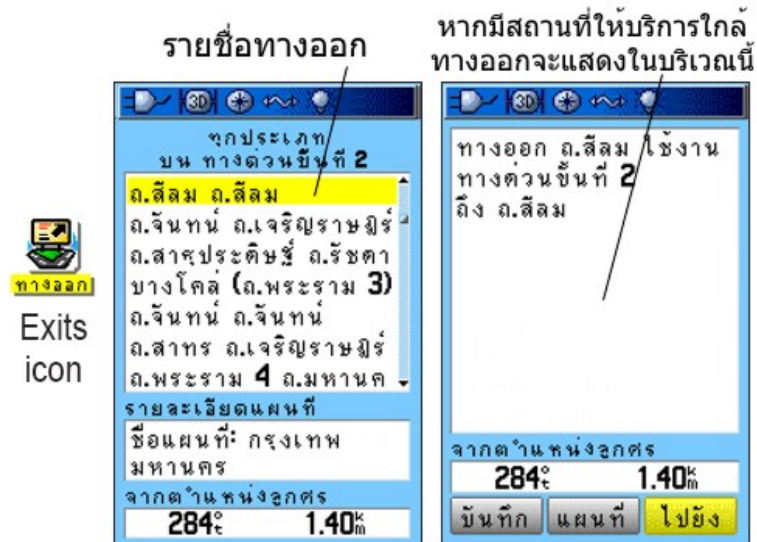 รายชื่อทางออก
หากมีสถานที่ให้บริการใกล้
ทางออกจะแสดงในบริเวณนี้
3D
ทุกประเภท
บน ทางด่วนขั้นที่ 2
ถ.สีลม ถ.สีลม
ถ.จันทน์ ถ.เจริญราษฎร์
ถ.สาธุประดิษฐ์ ถ.รัชดา
บางโคล่ (ถ.พระราม 3)
ถ.จันทน์ ถ.จันทน์
ถ.สาทร ถ.เจริญราษฎร์
ถ.พระราม 4 ถ.มหานค
รายละเอียดแผนที่
ชื่อแผนที่: กรุงเทพ
มหานคร
จากตำแหน่งลูกศร
284°t 1.40km
3D
ทางออก ถ.สีลม ใช้งาน
ทางด่วนขั้นที่ 2
ถึง ถ.สีลม
จากตำแหน่งลูกศร
284°t 1.40km
บันทึก แผนที่ ไปยัง
ทางออก
Exits
icon